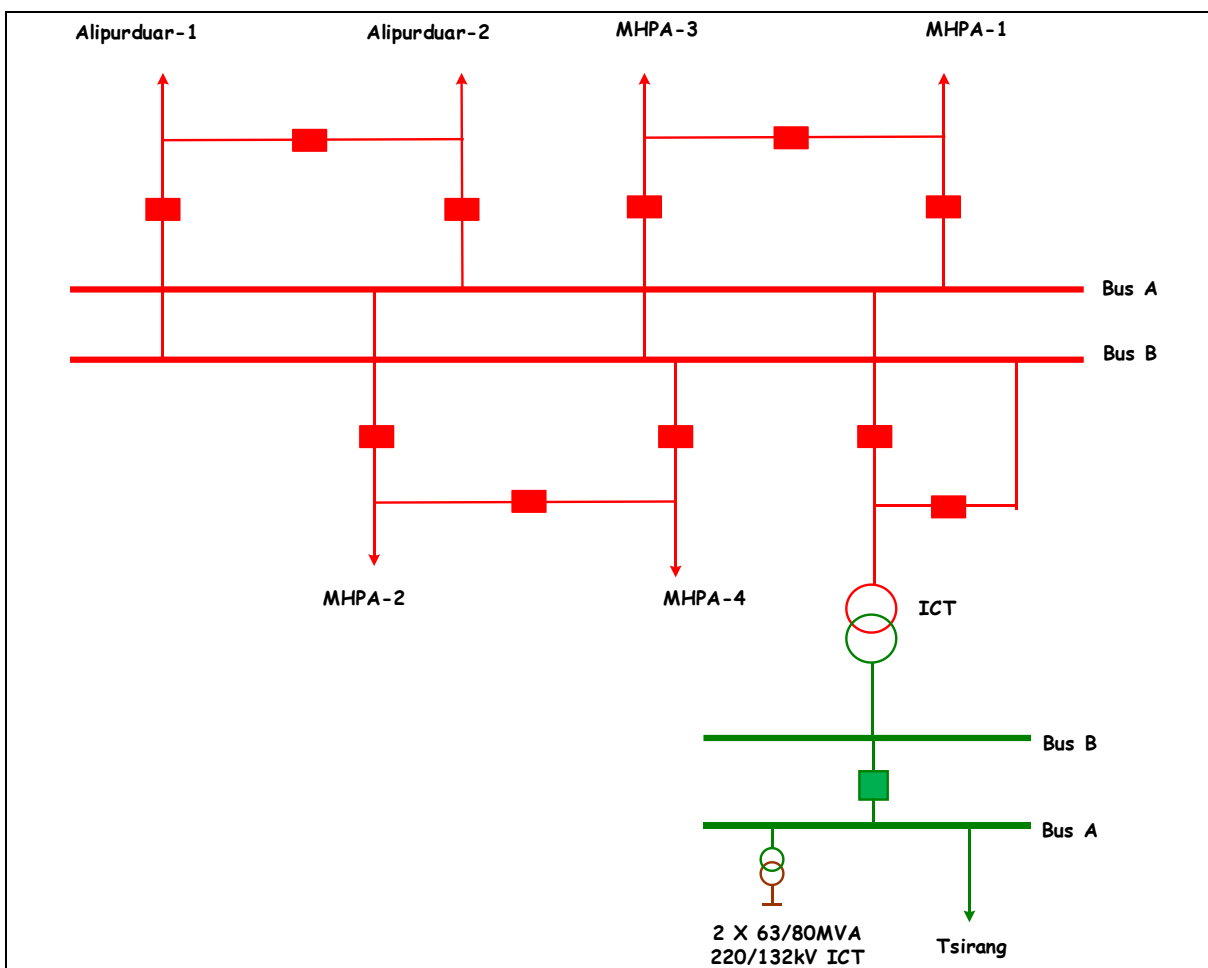 Alipurduar-1
Alipurduar-2
MHPA-3
MHPA-1
Bus A
Bus B
MHPA-2
MHPA-4
ICT
Bus B
Bus A
2 X 63/80MVA
220/132kV ICT
Tsirang